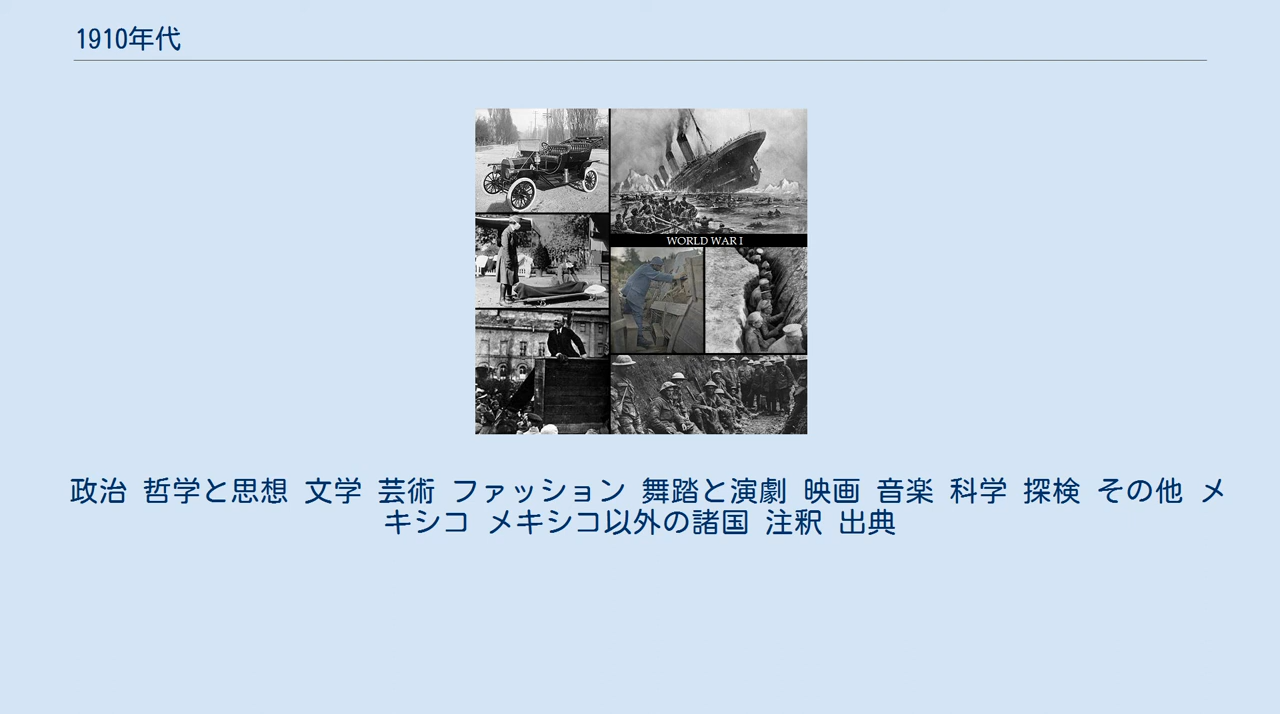 1910年代
WORLD WAR I
政治 哲学と思想 文学 芸術 ファッション 舞踏と演劇 映画 音楽 科学 探検 その他 メ
キシコ メキシコ以外の諸国 注釈 出典